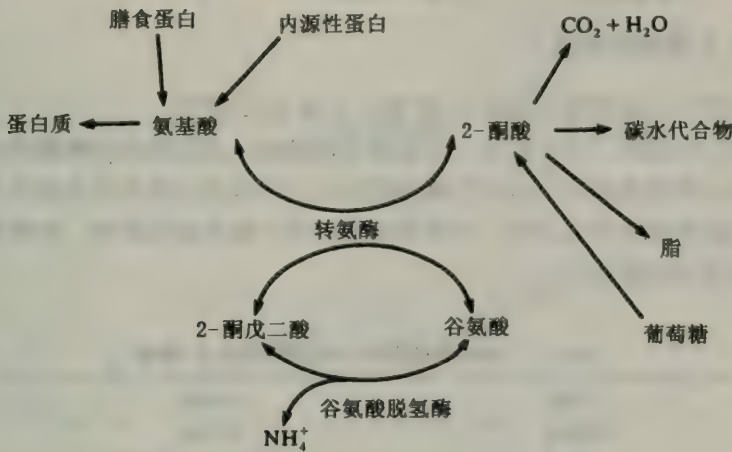 膳食蛋白
内源性蛋白
CO₂ + H₂O
蛋白质
氨基酸
2-酮酸
碳水代合物
转氨酶
脂
2-酮戊二酸
谷氨酸
葡萄糖
谷氨酸脱氢酶
NH₄⁺